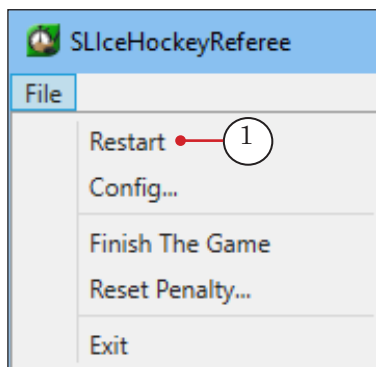 SLIceHockeyReferee
File
Restart 1
Config...
Finish The Game
Reset Penalty...
Exit